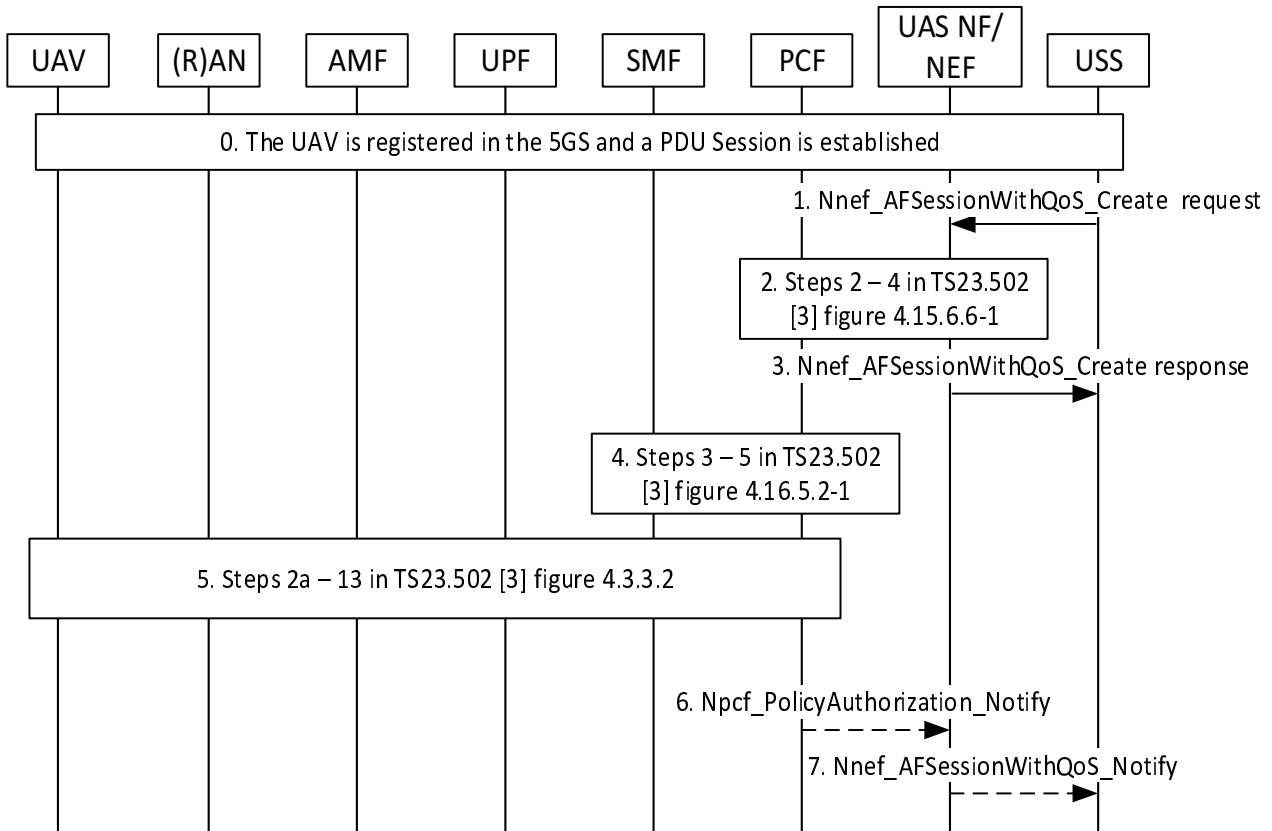 UAV
(R)AN
AMF
UPF
SMF
PCF
UAS NF/
NEF
USS
0. The UAV is registered in the 5GS and a PDU Session is established
1. Nnef_AFSessionWithQoS_Create request
2. Steps 2 – 4 in TS23.502
[3] figure 4.15.6.6-1
3. Nnef_AFSessionWithQoS_Create response
4. Steps 3 – 5 in TS23.502
[3] figure 4.16.5.2-1
5. Steps 2a – 13 in TS23.502 [3] figure 4.3.3.2
6. Npcf_PolicyAuthorization_Notify
7. Nnef_AFSessionWithQoS_Notify